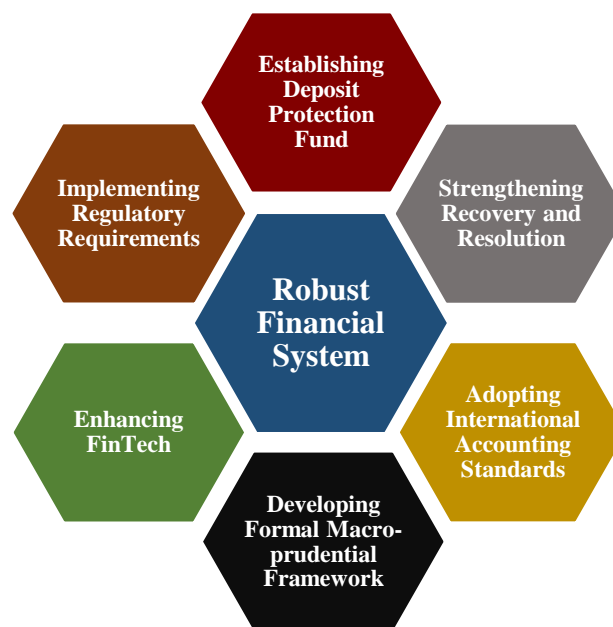 Establishing
Deposit
Protection
Fund
Implementing
Regulatory
Requirements
Strengthening
Recovery and
Resolution
Robust
Financial
System
Enhancing
FinTech
Adopting
International
Accounting
Standards
Developing
Formal Macro-
prudential
Framework